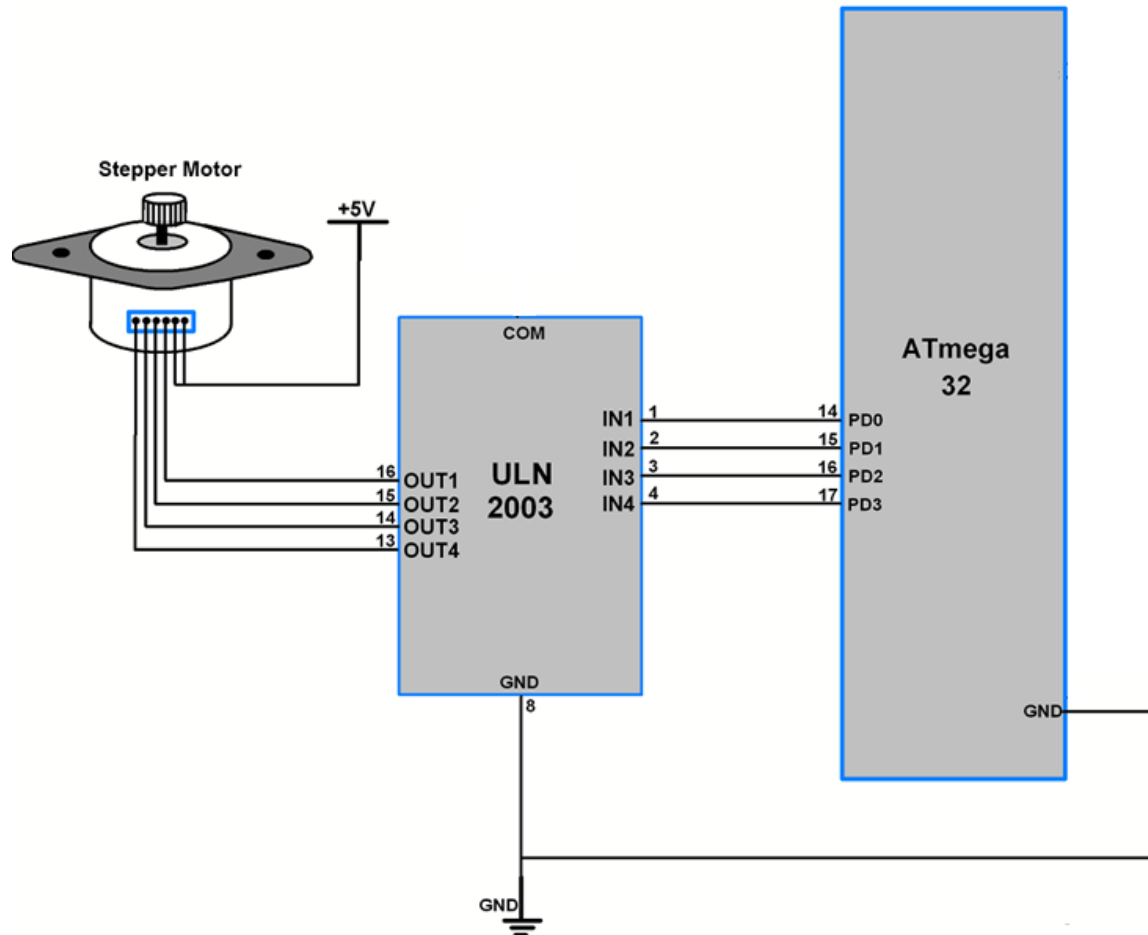 Stepper Motor
+5V
COM
ATmega
32
IN1 1 14 PD0
IN2 2 15 PD1
IN3 3 16 PD2
IN4 4 17 PD3
ULN
2003
16 OUT1
15 OUT2
14 OUT3
13 OUT4
GND
8
GND
GND